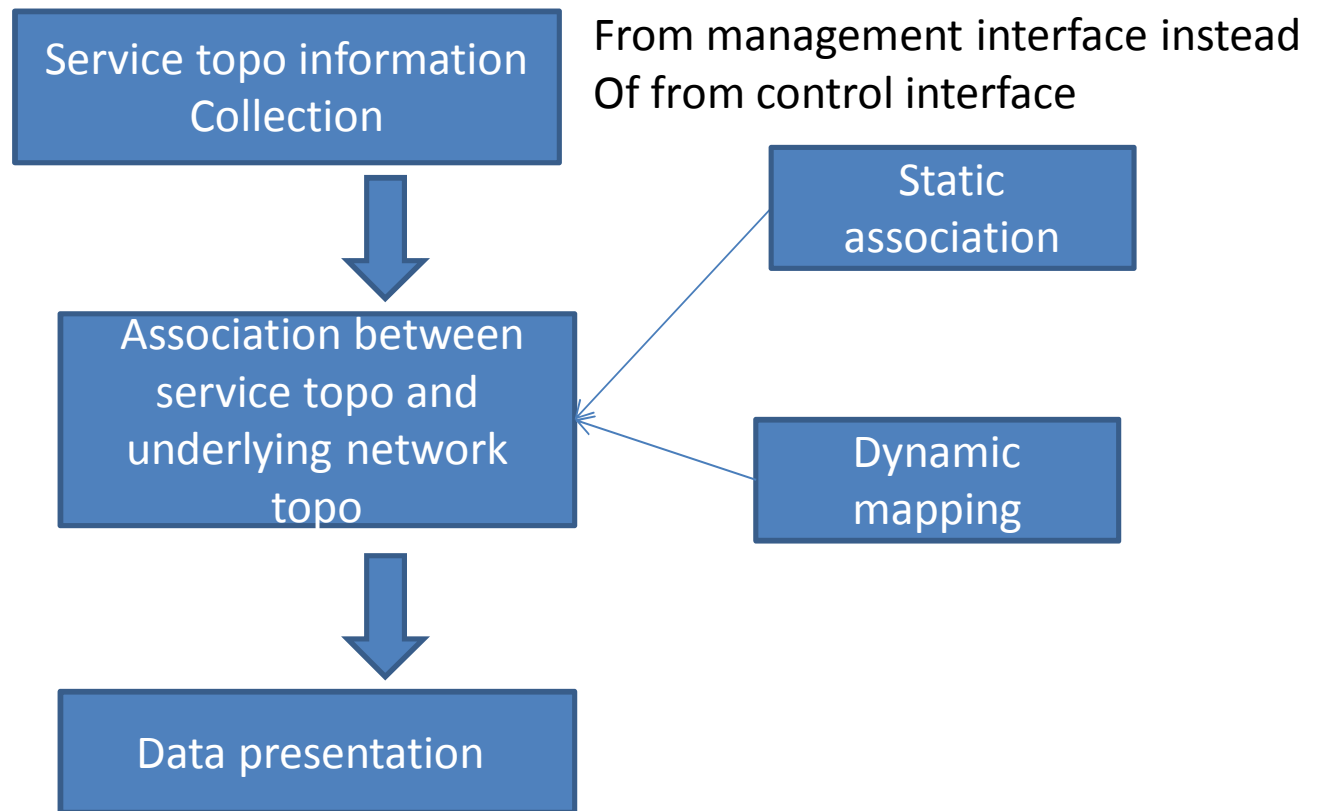 Service topo information
Collection
From management interface instead
Of from control interface
Static
association
Association between
service topo and
underlying network
topo
Dynamic
mapping
Data presentation